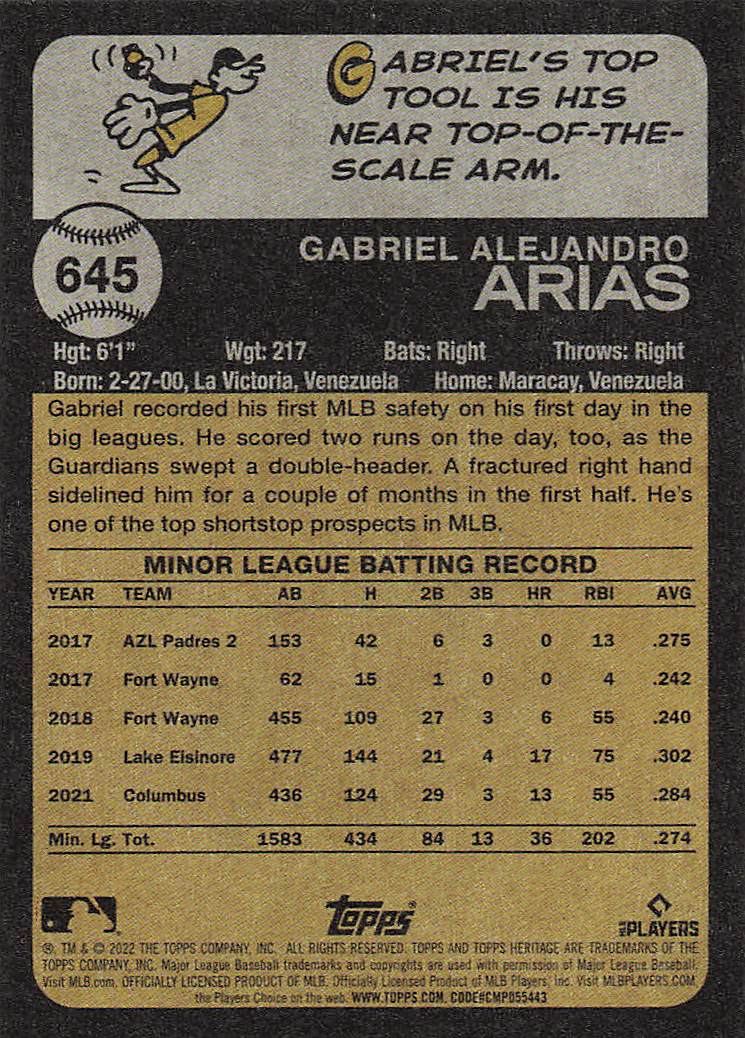 GABRIEL'S TOP
TOOL IS HIS
NEAR TOP-OF-THE-
SCALE ARM.
645
GABRIEL ALEJANDRO
ARIAS
Hgt: 6'1" Wgt: 217 Bats: Right Throws: Right
Born: 2-27-00, La Victoria, Venezuela Home: Maracay, Venezuela
Gabriel recorded his first MLB safety on his first day in the
big leagues. He scored two runs on the day, too, as the
Guardians swept a double-header. A fractured right hand
sidelined him for a couple of months in the first half. He's
one of the top shortstop prospects in MLB.
MINOR LEAGUE BATTING RECORD
YEAR TEAM AB H 2B 3B HR RBI AVG
2017 AZL Padres 2 153 42 6 3 0 13 .275
2017 Fort Wayne 62 15 1 0 0 4 .242
2018 Fort Wayne 455 109 27 3 6 55 .240
2019 Lake Elsinore 477 144 21 4 17 75 .302
2021 Columbus 436 124 29 3 13 55 .284
Min. Lg. Tot. 1583 434 84 13 36 202 .274
Topps® MLB PLAYERS
®, TM & © 2022 THE TOPPS COMPANY, INC. ALL RIGHTS RESERVED. TOPPS AND TOPPS HERITAGE ARE TRADEMARKS OF THE
TOPPS COMPANY, INC. Major League Baseball trademarks and copyrights are used with permission of Major League Baseball.
Visit MLB.com. OFFICIALLY LICENSED PRODUCT OF MLB. Officially Licensed Product of MLB Players, Inc. Visit MLBPLAYERS.COM,
the Players Choice on the web. WWW.TOPPS.COM. CODE#CMP055443